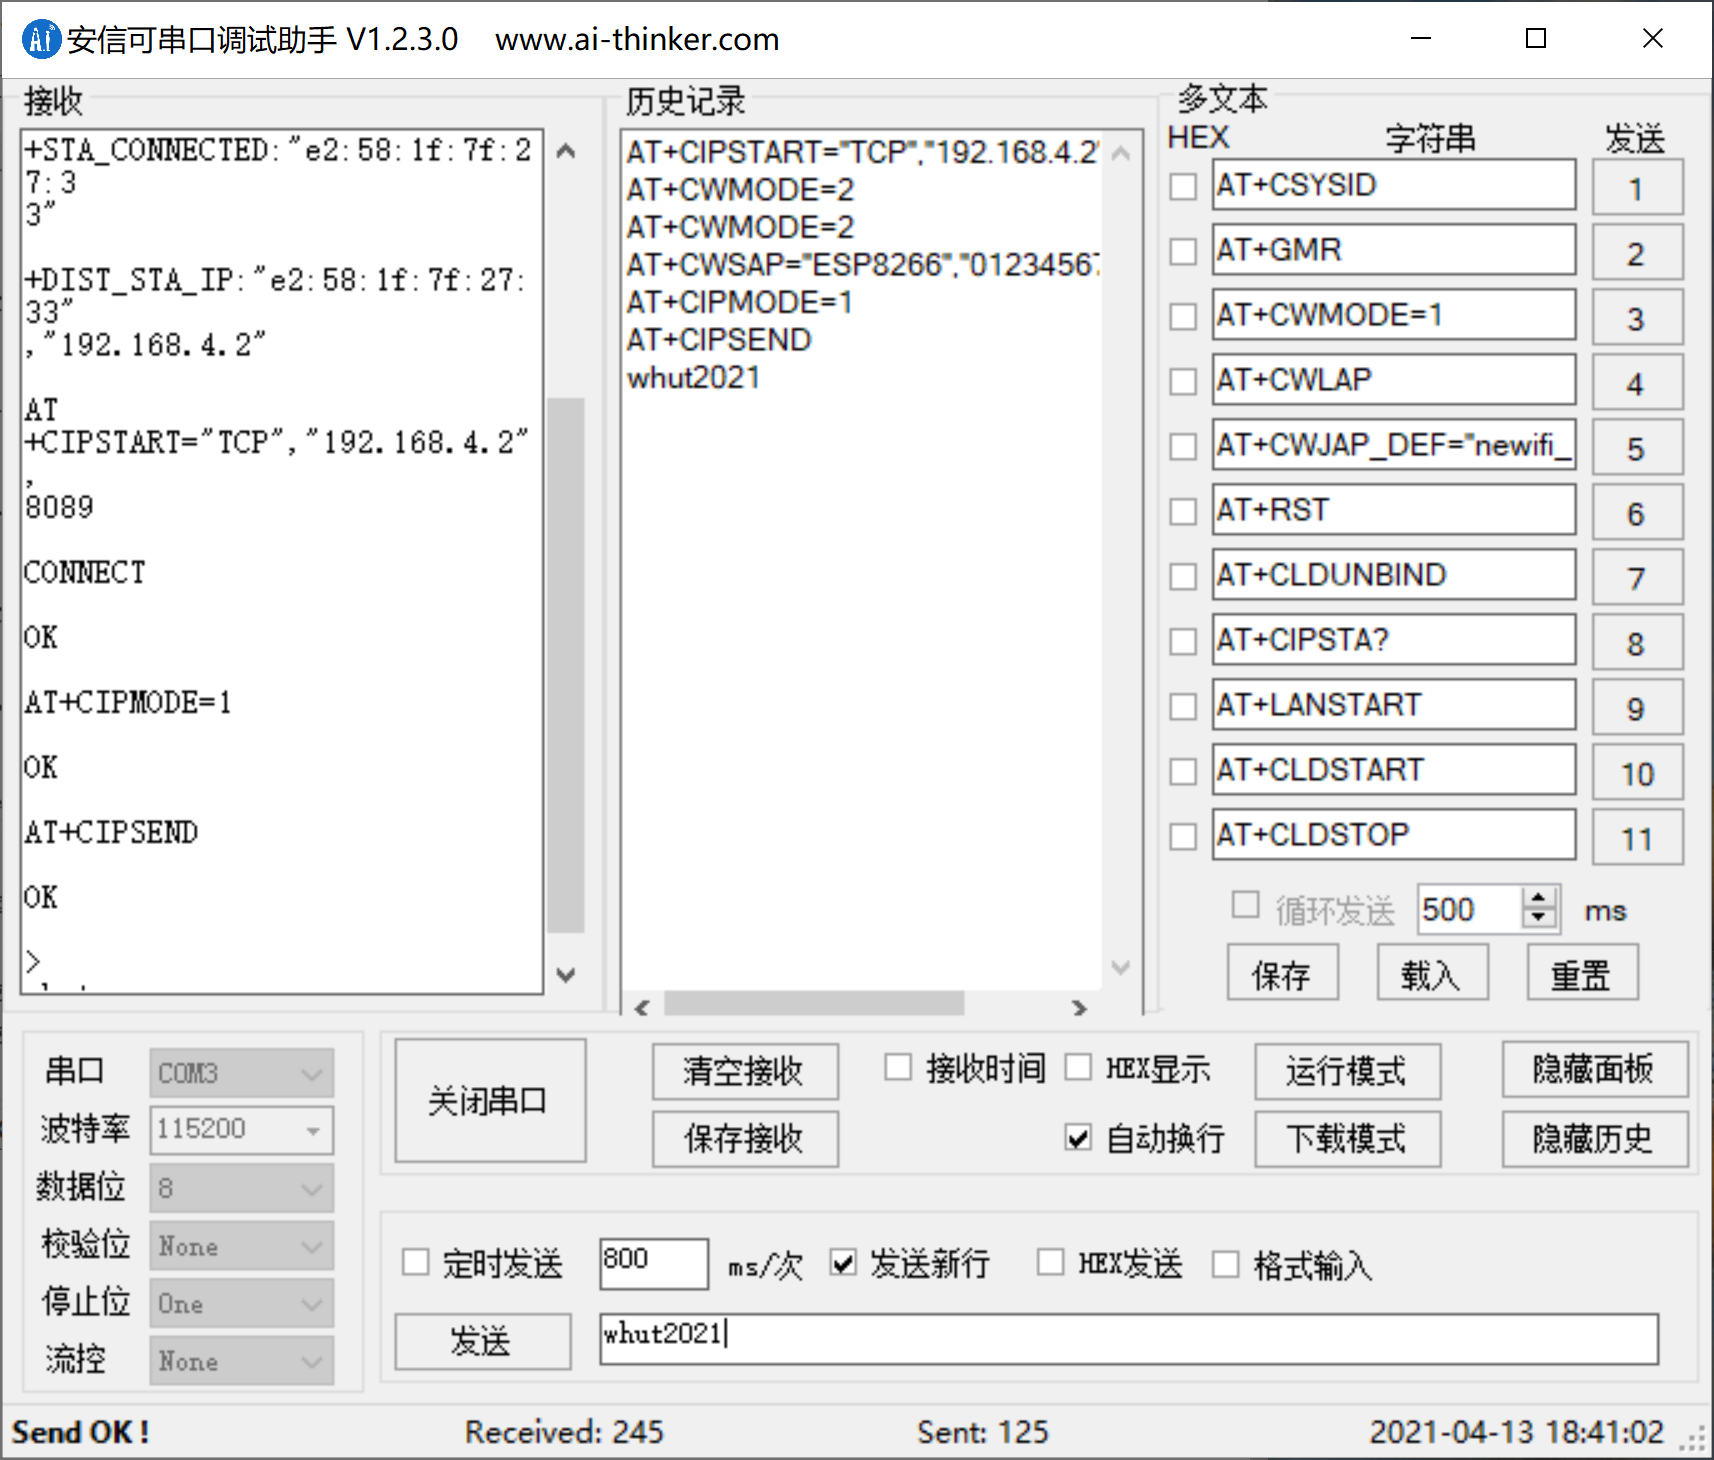 安信可串口调试助手 V1.2.3.0 www.ai-thinker.com
接收
+STA_CONNECTED:"e2:58:1f:7f:2
7:3
3"
+DIST_STA_IP:"e2:58:1f:7f:27:
33"
,"192.168.4.2"
AT
+CIPSTART="TCP","192.168.4.2"
,
8089
CONNECT
OK
AT+CIPMODE=1
OK
AT+CIPSEND
OK
>
历史记录
AT+CIPSTART="TCP","192.168.4.2"
AT+CWMODE=2
AT+CWMODE=2
AT+CWSAP="ESP8266","01234567
AT+CIPMODE=1
AT+CIPSEND
whut2021
多文本
HEX 字符串 发送
AT+CSYSID 1
AT+GMR 2
AT+CWMODE=1 3
AT+CWLAP 4
AT+CWJAP_DEF="newifi_ 5
AT+RST 6
AT+CLDUNBIND 7
AT+CIPSTA? 8
AT+LANSTART 9
AT+CLDSTART 10
AT+CLDSTOP 11
循环发送 500 ms
保存 载入 重置
串口 COM3
波特率 115200
数据位 8
校验位 None
停止位 One
流控 None
关闭串口
清空接收 接收时间 HEX显示 运行模式 隐藏面板
保存接收 自动换行 下载模式 隐藏历史
定时发送 800 ms/次 发送新行 HEX发送 格式输入
发送 whut2021
Send OK ! Received: 245 Sent: 125 2021-04-13 18:41:02